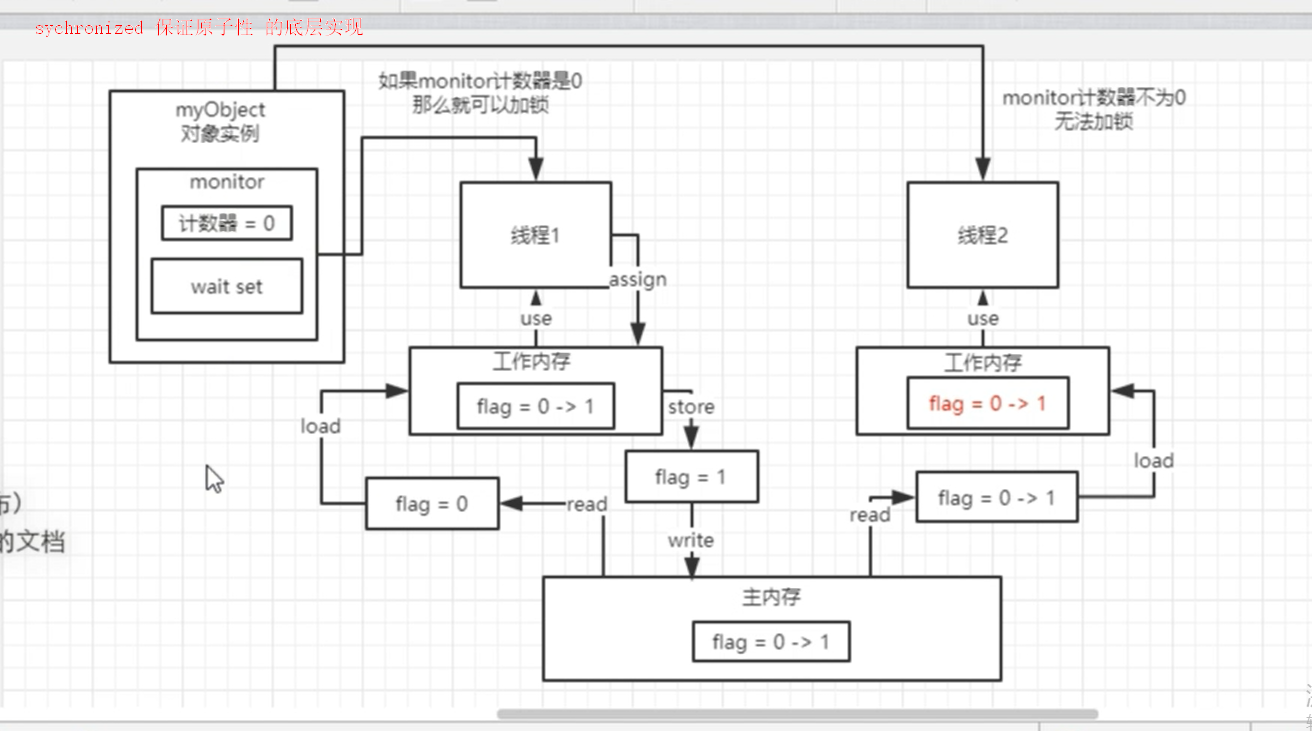 sychronized 保证原子性 的底层实现
如果monitor计数器是0
那么就可以加锁
monitor计数器不为0
无法加锁
myObject
对象实例
monitor
计数器 = 0
wait set
线程1
线程2
assign
use
use
工作内存
flag = 0 -> 1
工作内存
flag = 0 -> 1
load
store
load
flag = 0
read
flag = 1
read
flag = 0 -> 1
write
主内存
flag = 0 -> 1
布）
的文档